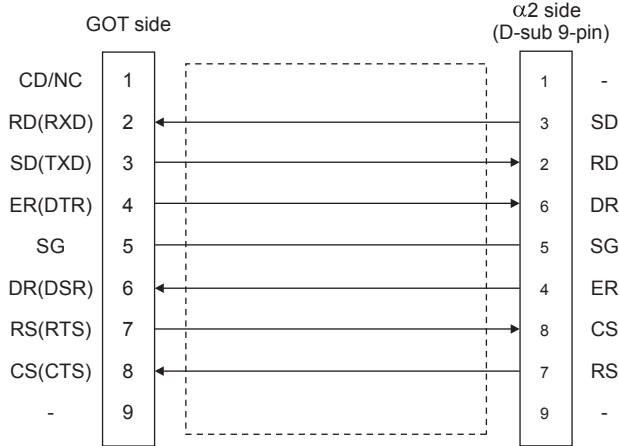 GOT side
α2 side
(D-sub 9-pin)
CD/NC 1 1 -
RD(RXD) 2 3 SD
SD(TXD) 3 2 RD
ER(DTR) 4 6 DR
SG 5 5 SG
DR(DSR) 6 4 ER
RS(RTS) 7 8 CS
CS(CTS) 8 7 RS
- 9 9 -